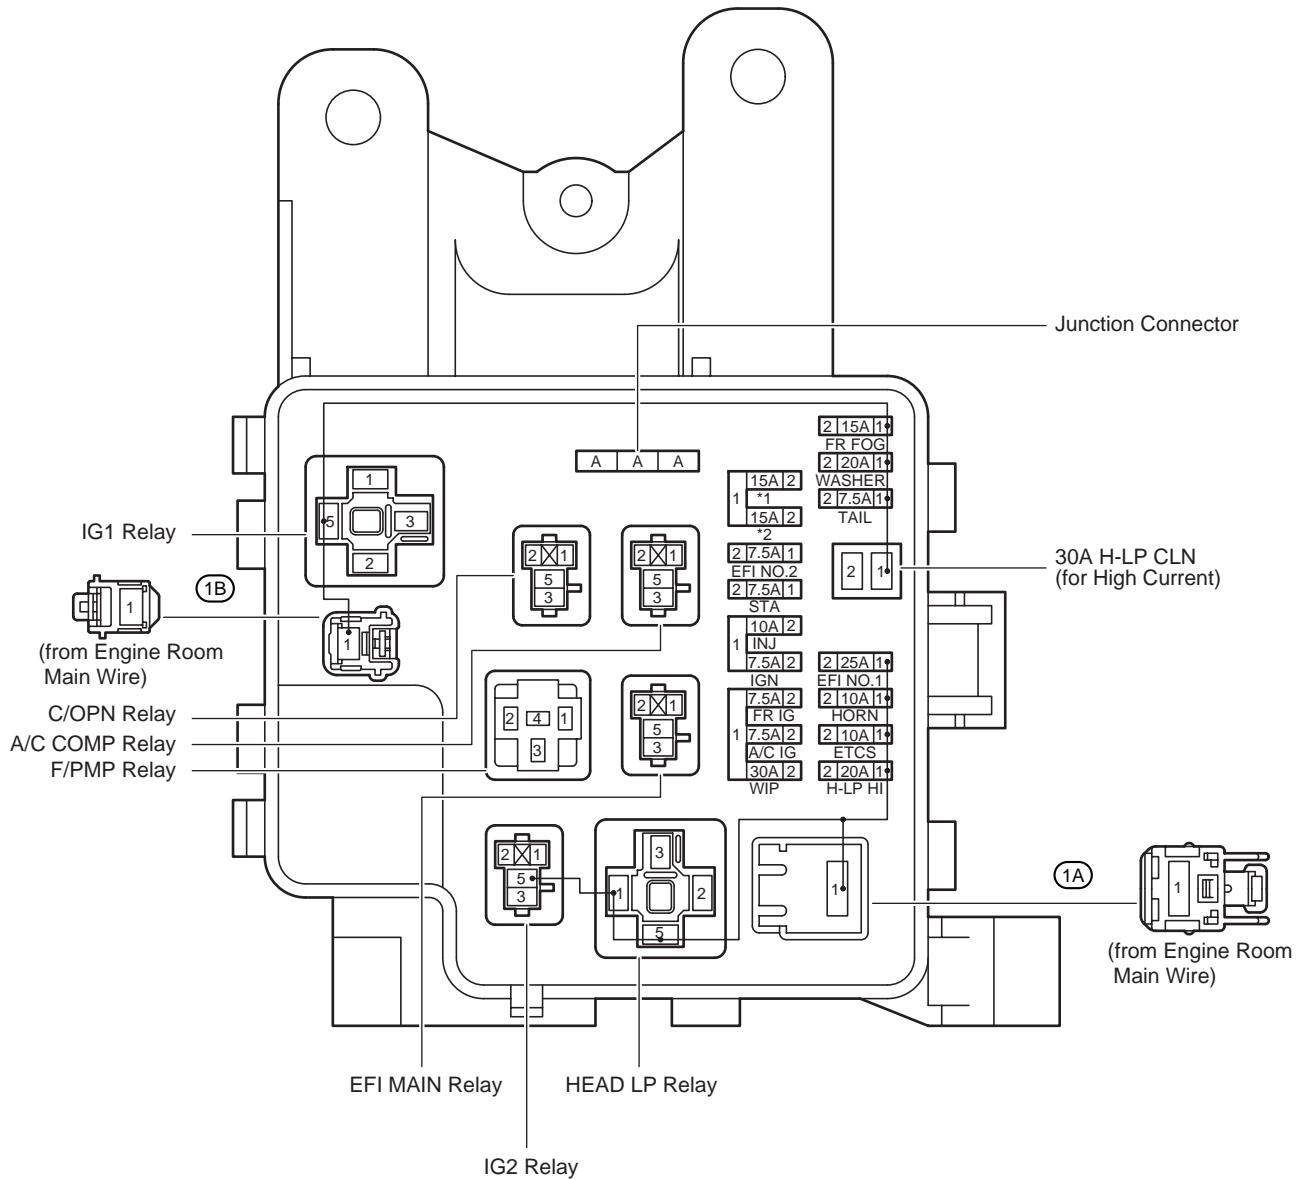 Junction Connector
2 15A 1
FR FOG
A A A
2 20A 1
WASHER
15A 2
1 *1
2 7.5A 1
TAIL
15A 2
*2
IG1 Relay
1
5 3
2
2 1
5
3
2 1
5
3
2 7.5A 1
EFI NO.2
2 1
30A H-LP CLN
(for High Current)
2 7.5A 1
STA
1B
1
(from Engine Room
Main Wire)
1
10A 2
1 INJ
7.5A 2
IGN
2 25A 1
EFI NO.1
7.5A 2
FR IG
2 10A 1
HORN
1 7.5A 2
A/C IG
2 10A 1
ETCS
30A 2
WIP
2 20A 1
H-LP HI
C/OPN Relay
A/C COMP Relay
F/PMP Relay
2 4 1
3
2 1
5
3
2 1
5
3
3
1 2
5
1
1A
1
(from Engine Room
Main Wire)
EFI MAIN Relay
HEAD LP Relay
IG2 Relay